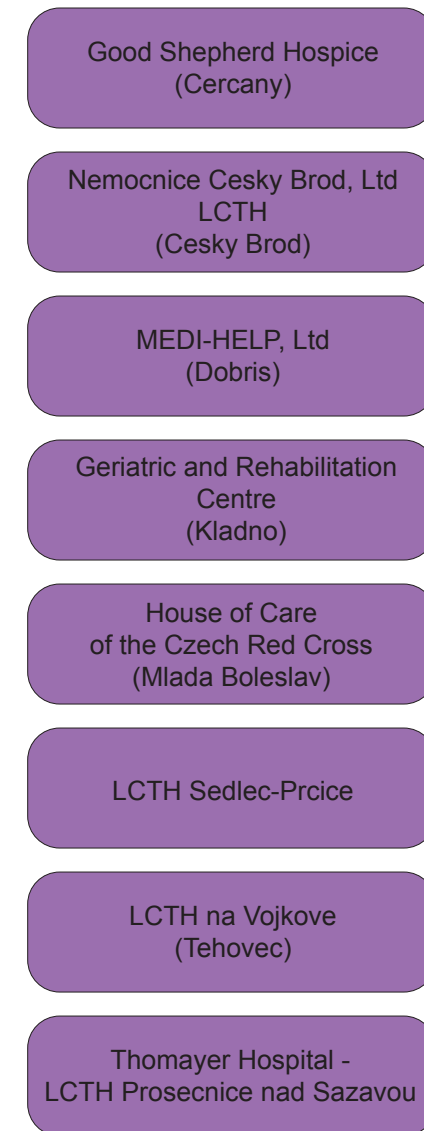 Good Shepherd Hospice
(Cercany)
Nemocnice Cesky Brod, Ltd
LCTH
(Cesky Brod)
MEDI-HELP, Ltd
(Dobris)
Geriatric and Rehabilitation
Centre
(Kladno)
House of Care
of the Czech Red Cross
(Mlada Boleslav)
LCTH Sedlec-Prcice
LCTH na Vojkove
(Tehovec)
Thomayer Hospital -
LCTH Prosecnice nad Sazavou